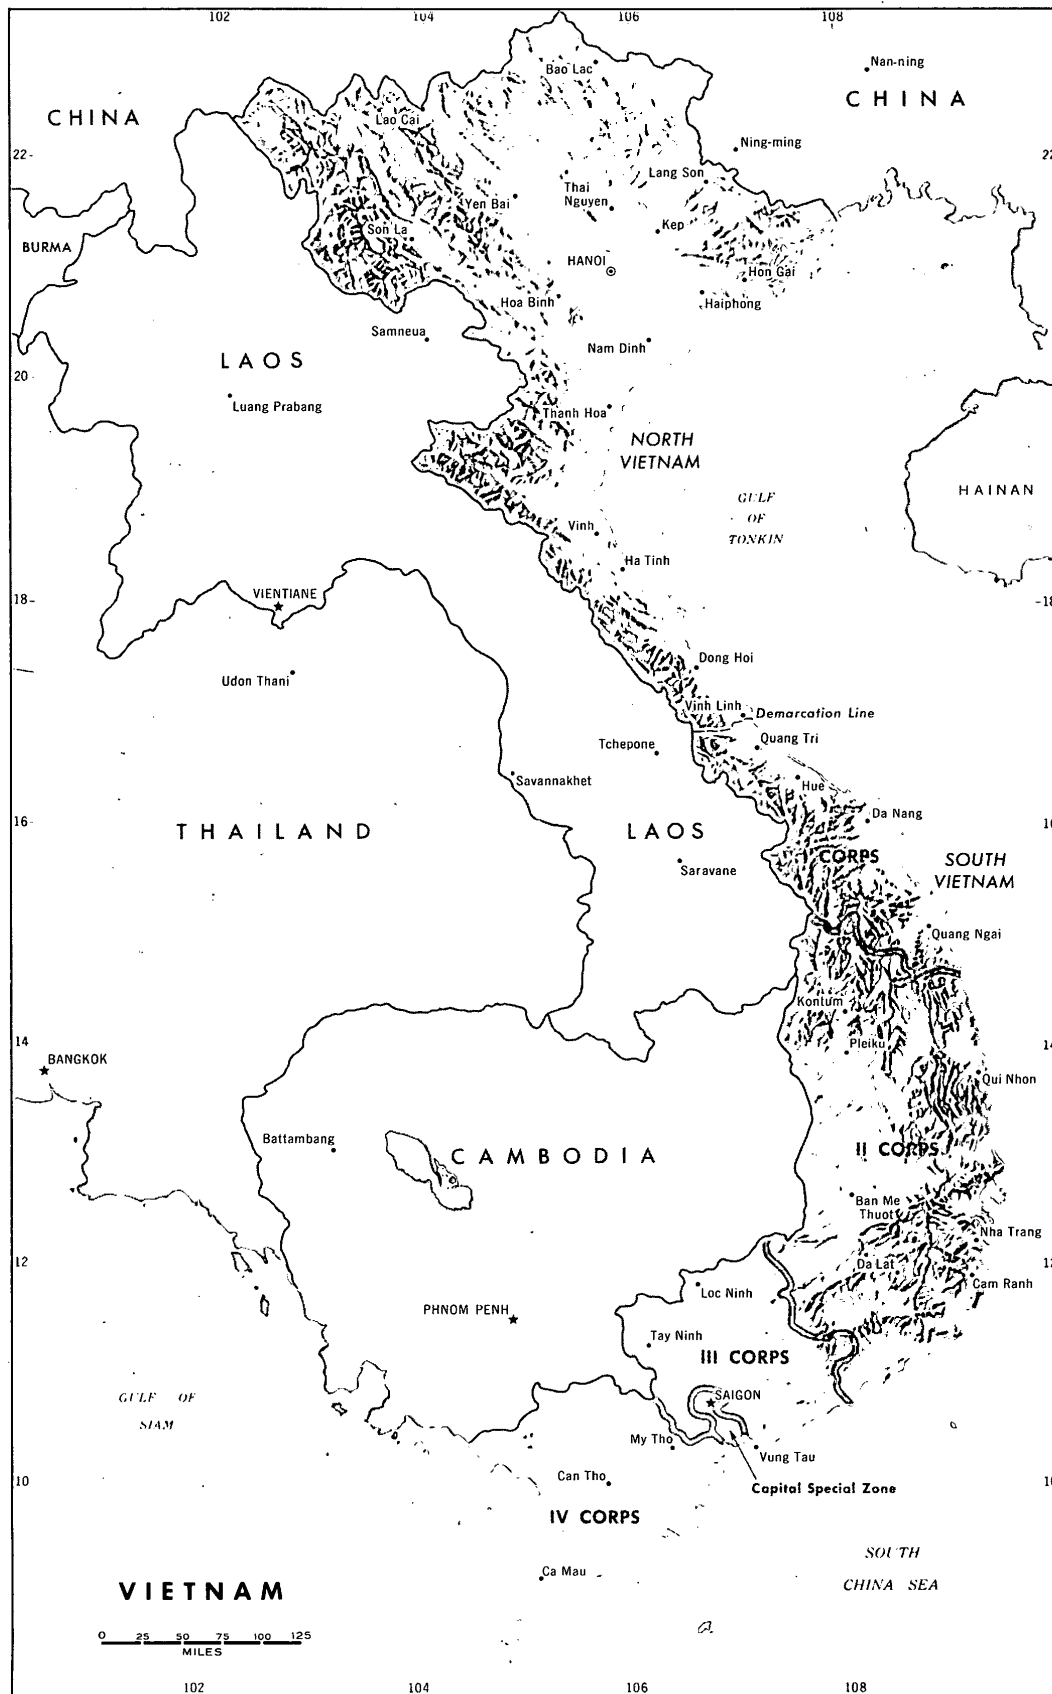 102
104
106
108
Bao Lac
Nan-ning
CHINA
CHINA
Lao Cai
Ning-ming
22
Lang Son
Thai
Nguyen
Yen Bai
Kep
Son La
BURMA
HANOI
Hon Gai
Hoa Binh
Haiphong
Samneua
Nam Dinh
LAOS
20
Luang Prabang
Thanh Hoa
NORTH
VIETNAM
HAINAN
GULF
OF
TONKIN
Vinh
Ha Tinh
VIENTIANE
18
18
Dong Hoi
Udon Thani
Vinh Linh
Demarcation Line
Quang Tri
Tchepone
Savannakhet
Hue
Da Nang
16
THAILAND
LAOS
I CORPS
SOUTH
VIETNAM
Saravane
Quang Ngai
Kontum
14
Pleiku
BANGKOK
Qui Nhon
Battambang
CAMBODIA
II CORPS
Ban Me
Thuot
Nha Trang
12
Da Lat
Cam Ranh
Loc Ninh
PHNOM PENH
Tay Ninh
III CORPS
GULF OF
SIAM
SAIGON
My Tho
Vung Tau
10
Can Tho
Capital Special Zone
IV CORPS
SOUTH
CHINA SEA
Ca Mau
VIETNAM
0 25 50 75 100 125
MILES
102
104
106
108